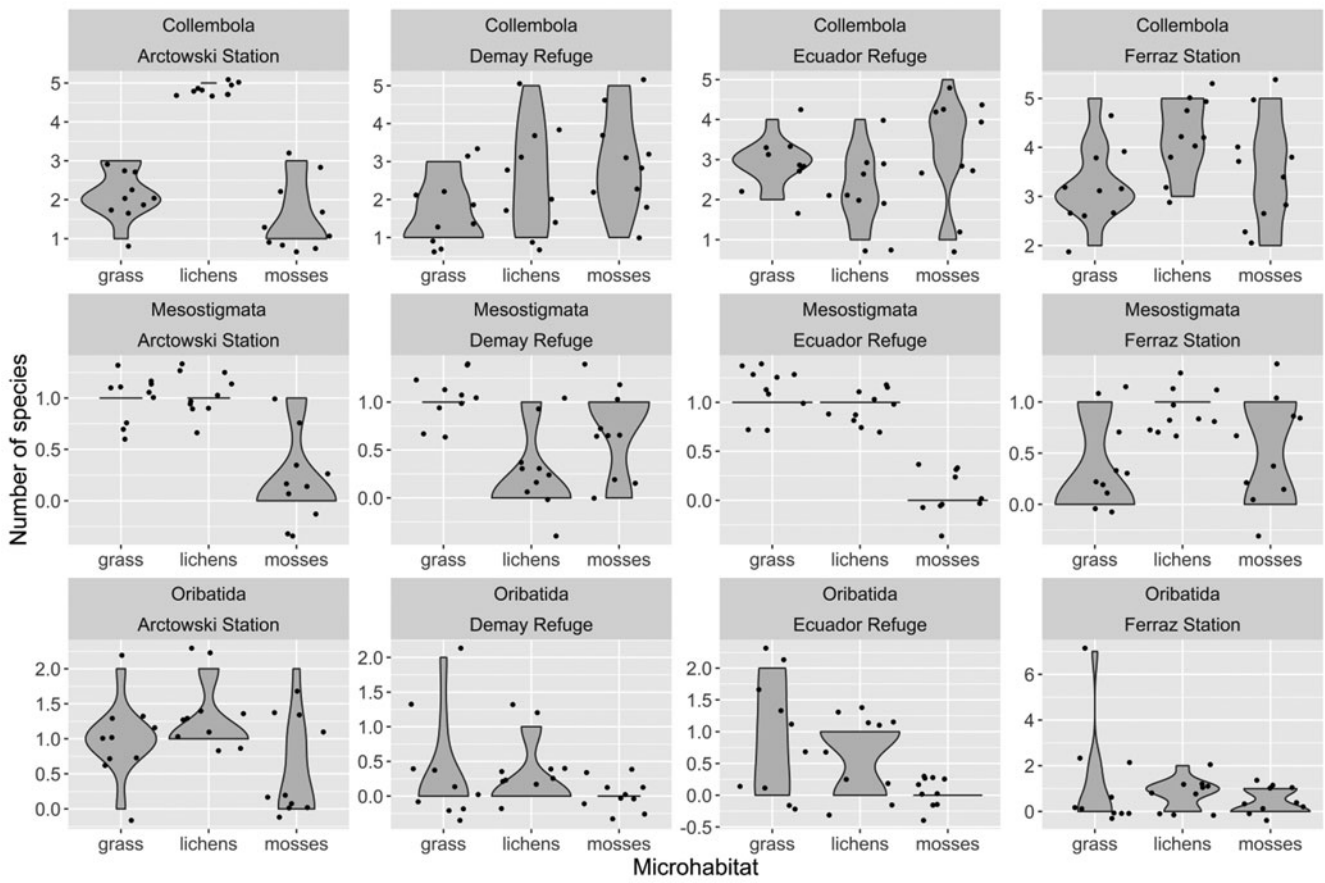 Collembola Collembola Collembola Collembola
Arctowski Station Demay Refuge Ecuador Refuge Ferraz Station
5 5 5 5
4 4 4 4
3 3 3 3
2 2 2 2
1 1 1
grass lichens mosses grass lichens mosses grass lichens mosses grass lichens mosses
Number of species
Mesostigmata Mesostigmata Mesostigmata Mesostigmata
Arctowski Station Demay Refuge Ecuador Refuge Ferraz Station
1.0 1.0 1.0 1.0
0.5 0.5 0.5 0.5
0.0 0.0 0.0 0.0
grass lichens mosses grass lichens mosses grass lichens mosses grass lichens mosses
Oribatida Oribatida Oribatida Oribatida
Arctowski Station Demay Refuge Ecuador Refuge Ferraz Station
2.0 2.0 2.0 6
1.5 1.5 1.5 4
1.0 1.0 1.0 2
0.5 0.5 0.5 0
0.0 0.0 0.0
-0.5
grass lichens mosses grass lichens mosses grass lichens mosses grass lichens mosses
Microhabitat